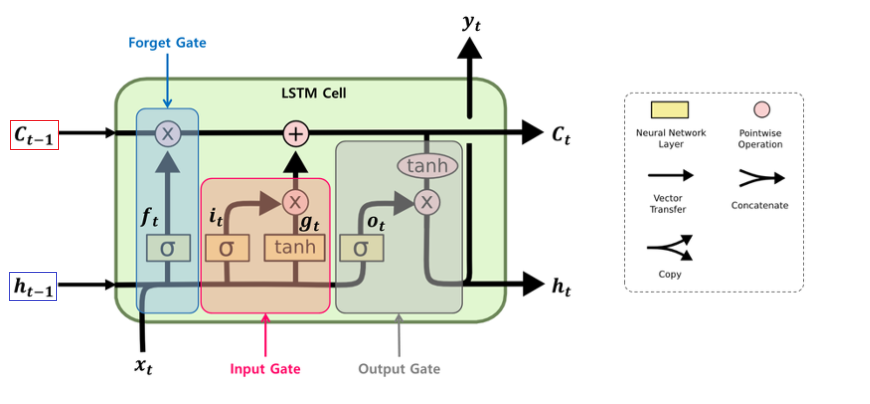 y_t
Forget Gate
LSTM Cell
C_{t-1}
x
+
C_t
tanh
f_t
i_t
x
g_t
o_t
x
σ
σ
tanh
σ
h_{t-1}
h_t
x_t
Input Gate
Output Gate
Neural Network
Layer
Pointwise
Operation
Vector
Transfer
Concatenate
Copy